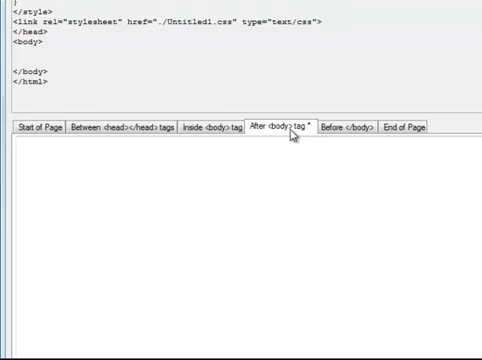 }
</style>
<link rel="stylesheet" href="./Untitled1.css" type="text/css">
</head>
<body>
</body>
</html>
Start of Page Between <head></head> tags Inside <body> tag After <body> tag * Before </body> End of Page